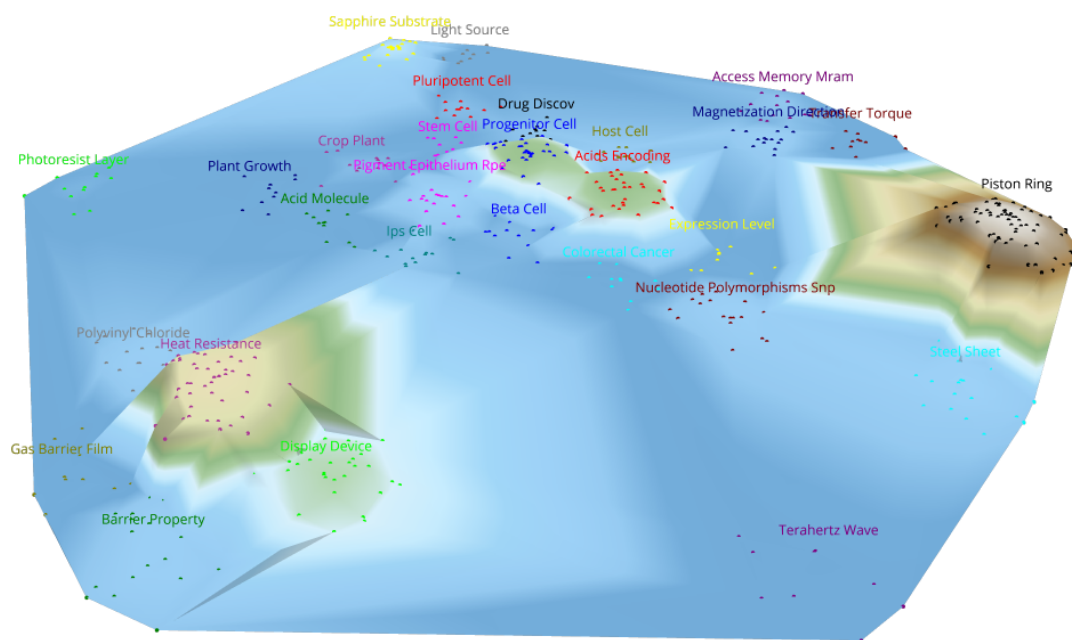 Sapphire Substrate
Light Source
Access Memory Mram
Pluripotent Cell
Drug Discov
Magnetization Direction
Transfer Torque
Stem Cell
Progenitor Cell
Host Cell
Crop Plant
Acids Encoding
Photoresist Layer
Plant Growth
Pigment Epithelium Rpe
Piston Ring
Acid Molecule
Beta Cell
Ips Cell
Expression Level
Colorectal Cancer
Nucleotide Polymorphisms Snp
Polyvinyl Chloride
Heat Resistance
Steel Sheet
Gas Barrier Film
Display Device
Barrier Property
Terahertz Wave